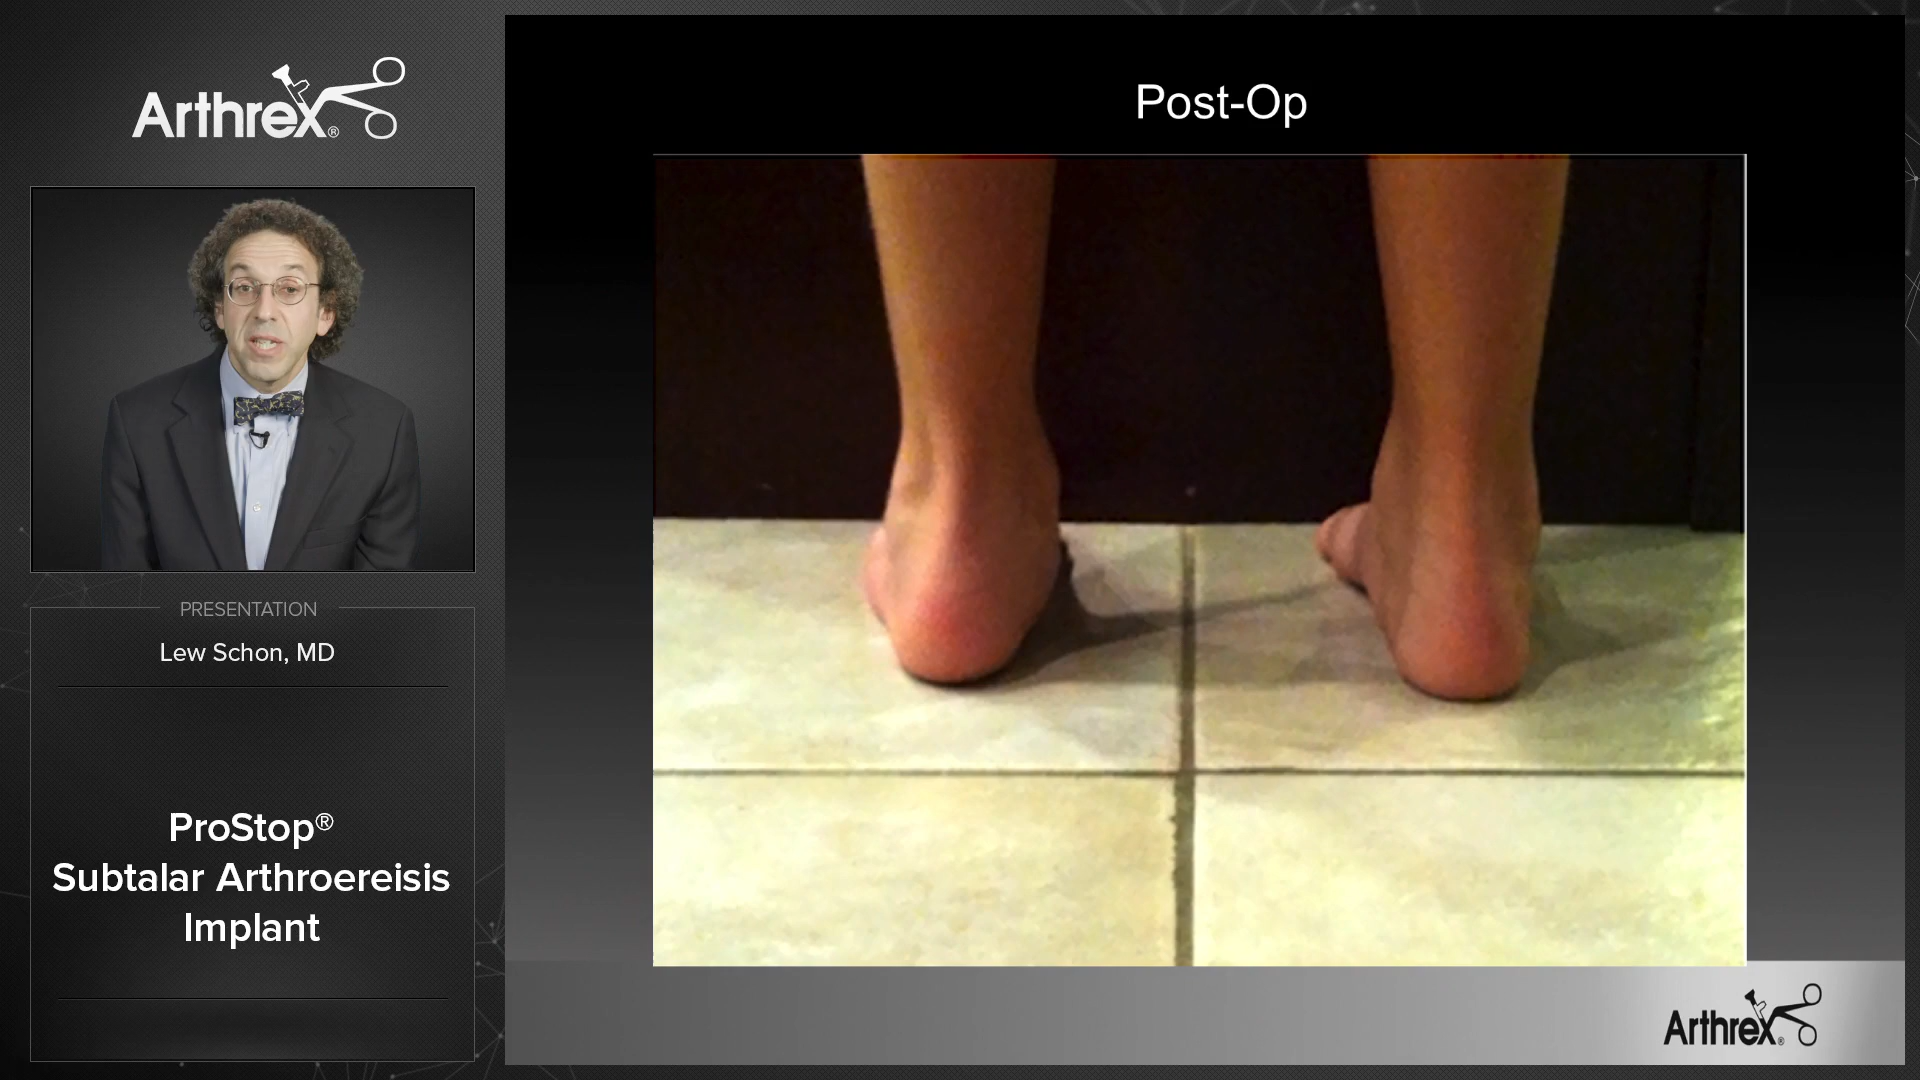 Arthrex®
PRESENTATION
Lew Schon, MD
ProStop®
Subtalar Arthroereisis
Implant
Post-Op
Arthrex®